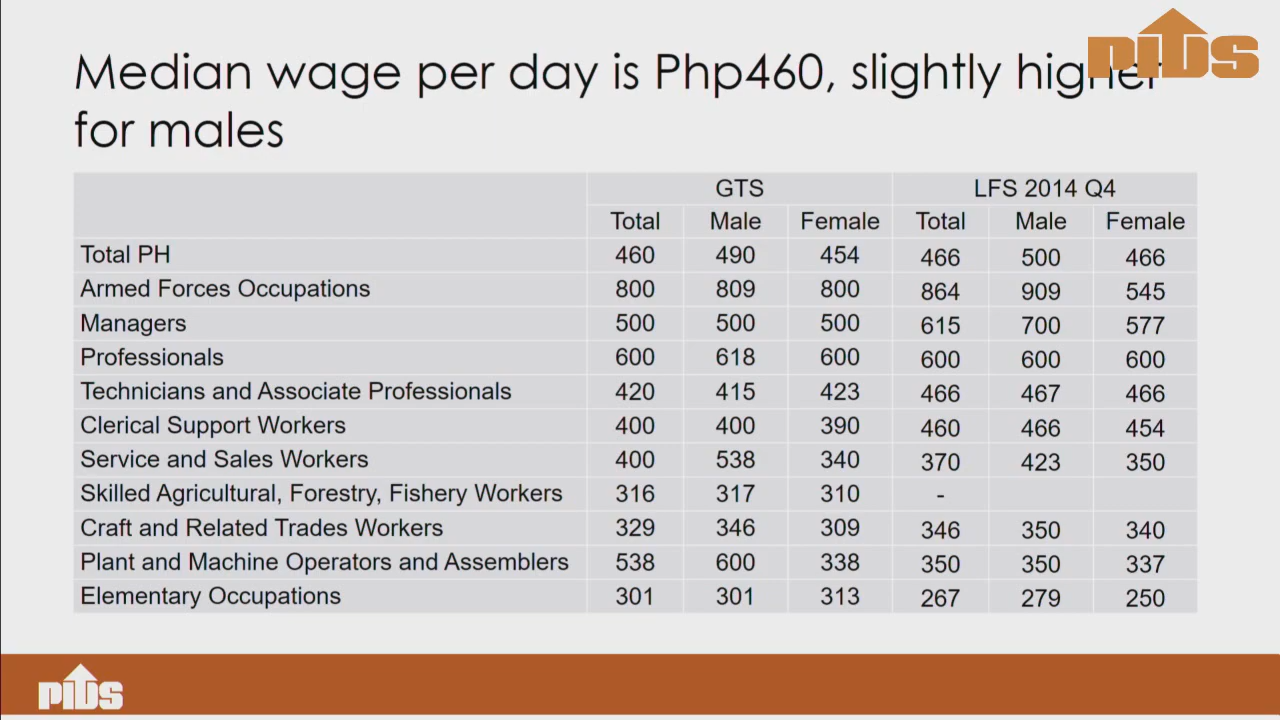 PIDS
Median wage per day is Php460, slightly higher
for males
GTS LFS 2014 Q4
Total Male Female Total Male Female
Total PH 460 490 454 466 500 466
Armed Forces Occupations 800 809 800 864 909 545
Managers 500 500 500 615 700 577
Professionals 600 618 600 600 600 600
Technicians and Associate Professionals 420 415 423 466 467 466
Clerical Support Workers 400 400 390 460 466 454
Service and Sales Workers 400 538 340 370 423 350
Skilled Agricultural, Forestry, Fishery Workers 316 317 310 -
Craft and Related Trades Workers 329 346 309 346 350 340
Plant and Machine Operators and Assemblers 538 600 338 350 350 337
Elementary Occupations 301 301 313 267 279 250
PIDS